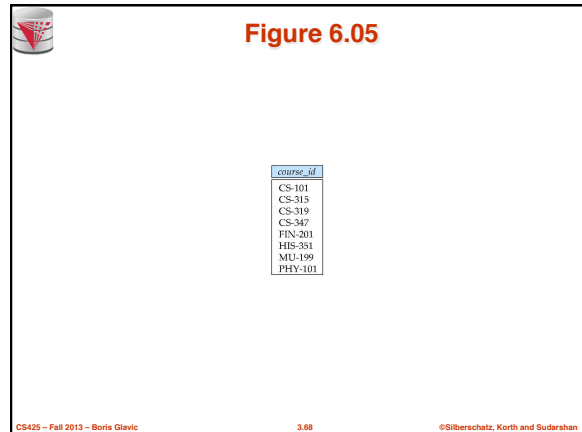 Figure 6.05
course_id
CS-101
CS-315
CS-319
CS-347
FIN-201
HIS-351
MU-199
PHY-101
CS425 – Fall 2013 – Boris Glavic
3.68
©Silberschatz, Korth and Sudarshan